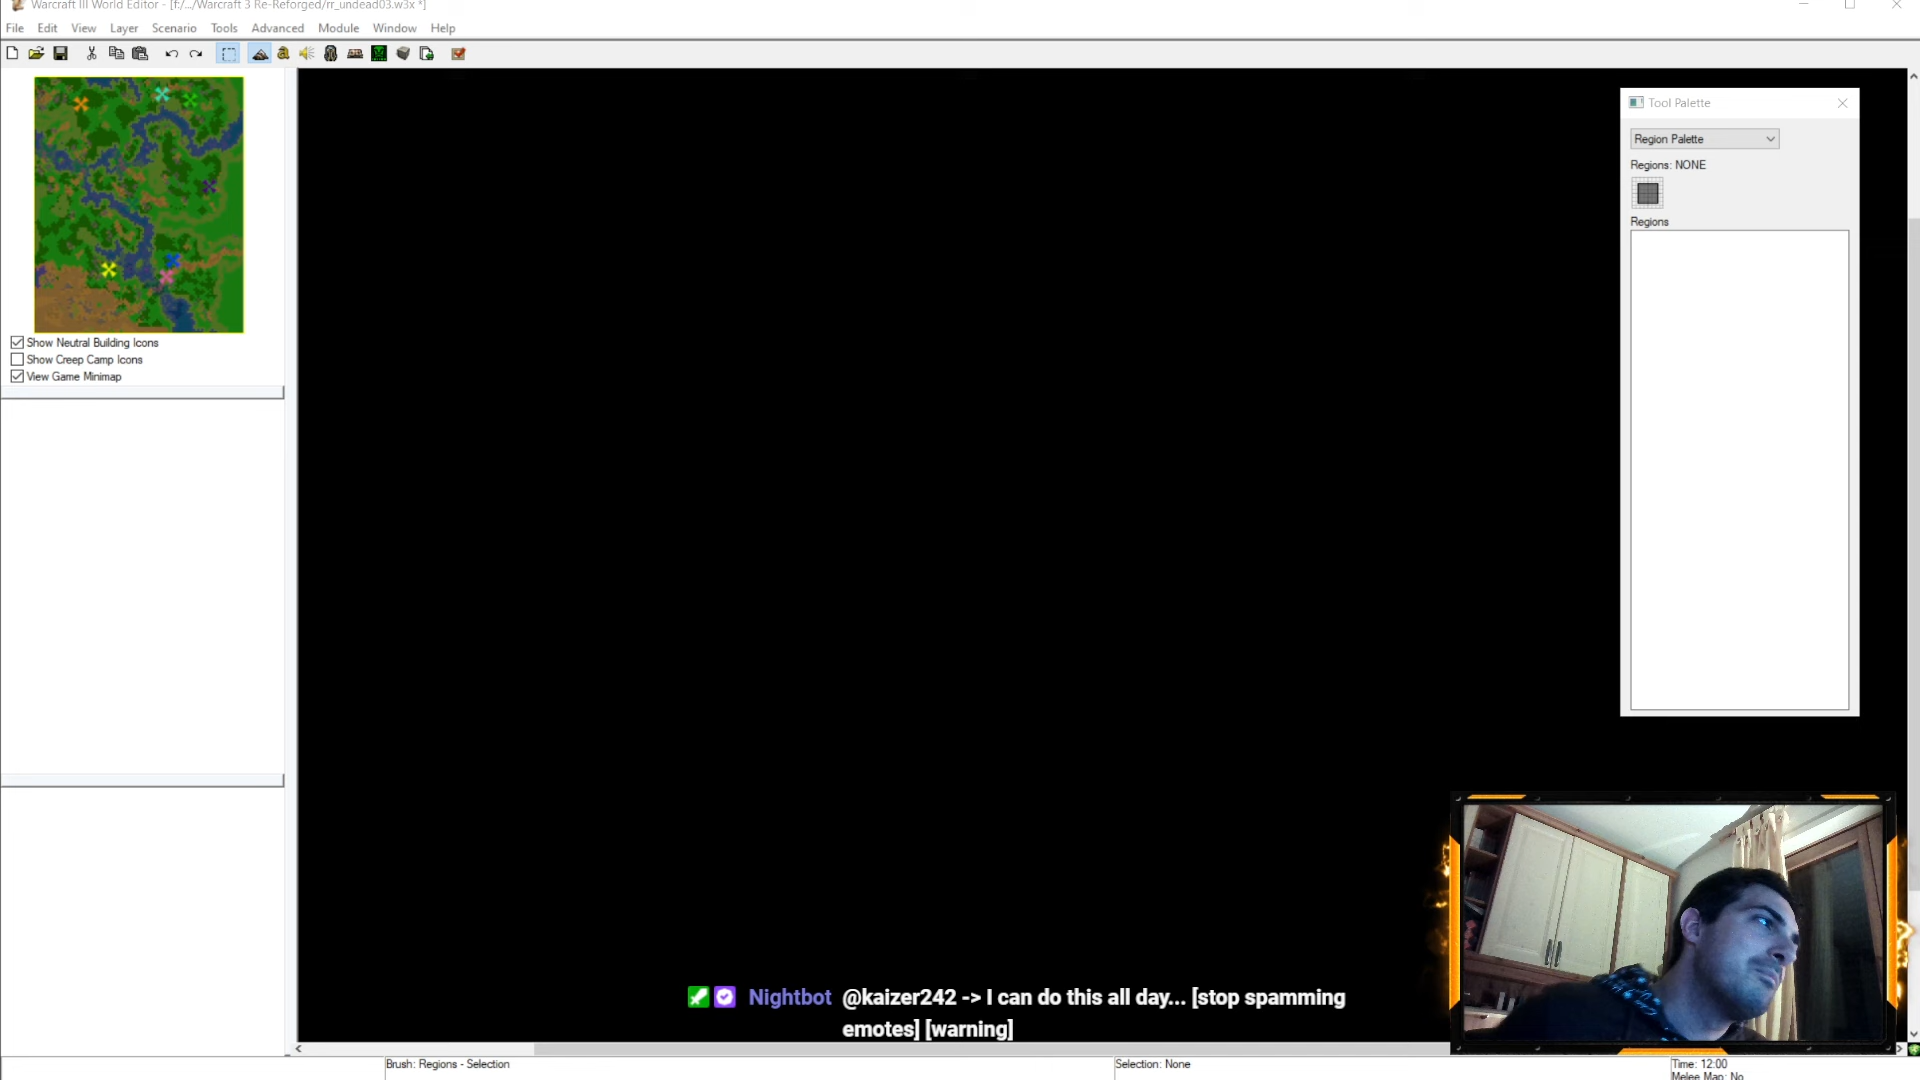 Warcraft III World Editor - [f:/.../Warcraft 3 Re-Reforged/rr_undead03.w3x *]
File Edit View Layer Scenario Tools Advanced Module Window Help
Tool Palette
Region Palette
Regions: NONE
Regions
Show Neutral Building Icons
Show Creep Camp Icons
View Game Minimap
Nightbot @kaizer242 -> I can do this all day... [stop spamming
emotes] [warning]
Brush: Regions - Selection
Selection: None
Time: 12:00
Melee Map: No